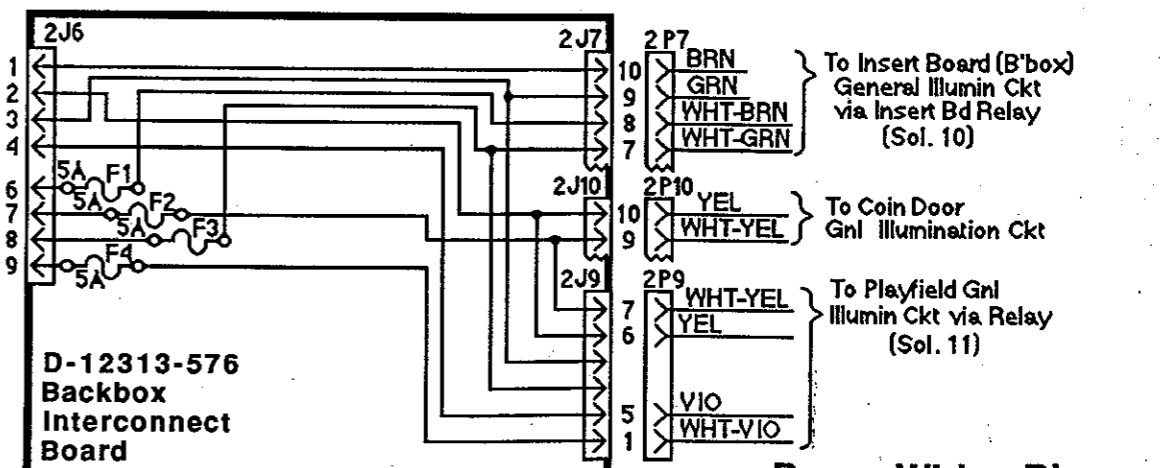 2J6
2J7
2P7
1
2
3
4
6
7
8
9
5A
F1
5A
F2
5A
F3
F4
5A
10
9
8
7
BRN
GRN
WHT-BRN
WHT-GRN
To Insert Board (B'box)
General Illumin Ckt
via Insert Bd Relay
(Sol. 10)
2J10
2P10
10
9
YEL
WHT-YEL
To Coin Door
Gnl Illumination Ckt
2J9
2P9
7
6
5
1
WHT-YEL
YEL
VIO
WHT-VIO
To Playfield Gnl
Illumin Ckt via Relay
(Sol. 11)
D-12313-576
Backbox
Interconnect
Board